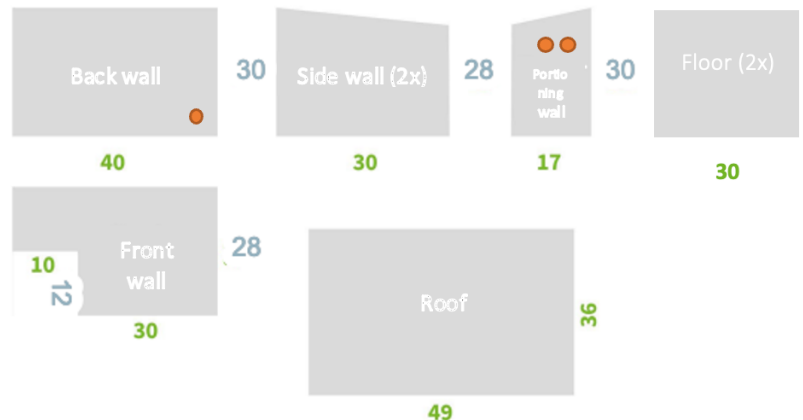 Back wall
30
Side wall (2x)
28
Portio
ning
wall
30
Floor (2x)
40
30
17
30
Front
wall
28
10
12
30
Roof
36
49